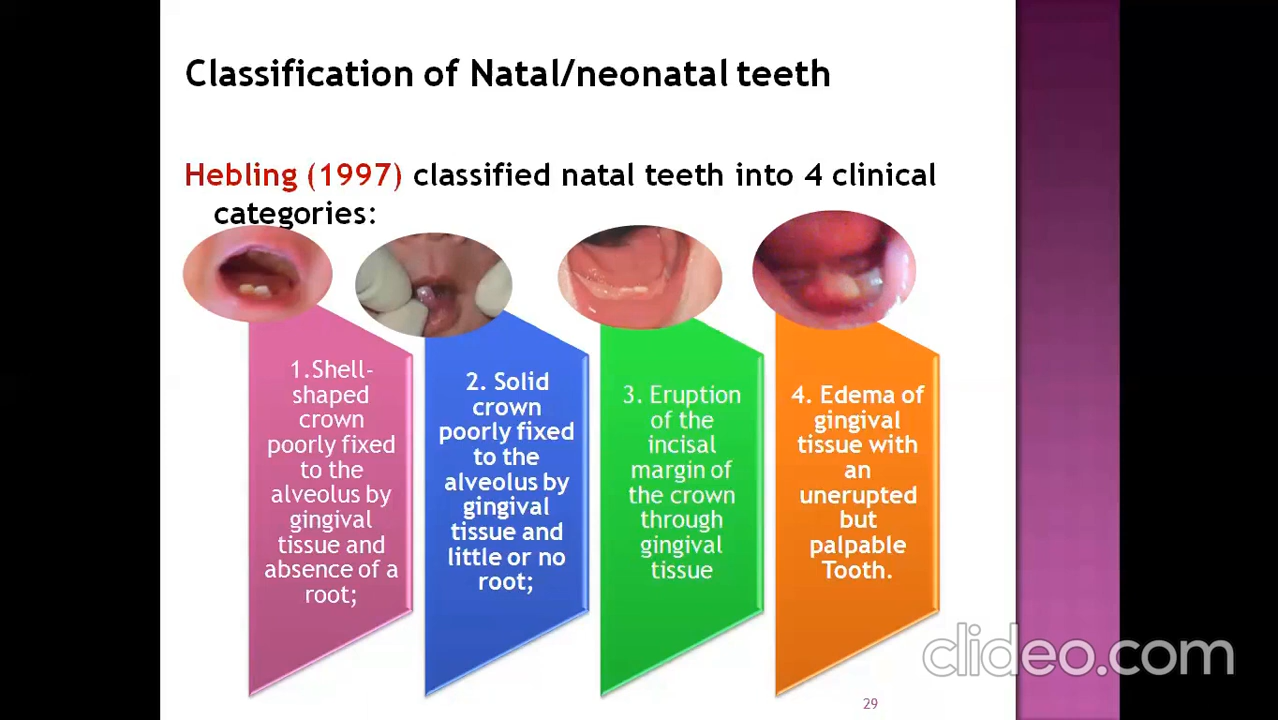 Classification of Natal/neonatal teeth
Hebling (1997) classified natal teeth into 4 clinical
categories:
1.Shell-
shaped
crown
poorly fixed
to the
alveolus by
gingival
tissue and
absence of a
root;
2. Solid
crown
poorly fixed
to the
alveolus by
gingival
tissue and
little or no
root;
3. Eruption
of the
incisal
margin of
the crown
through
gingival
tissue
4. Edema of
gingival
tissue with
an
unerupted
but
palpable
Tooth.
clideo.com
29